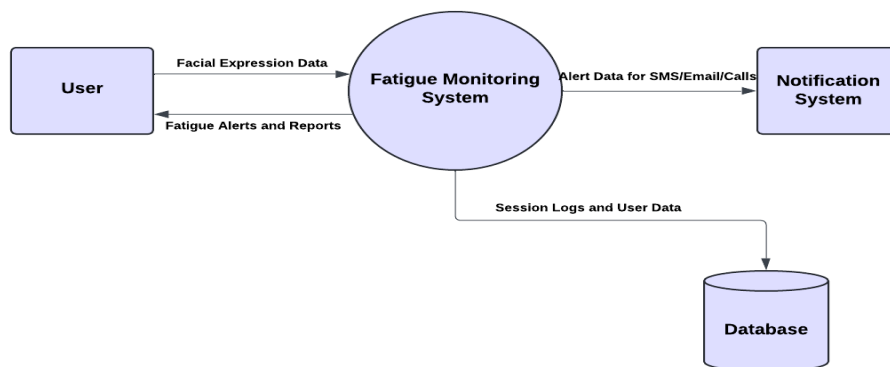 Facial Expression Data
User
Fatigue Monitoring
System
Alert Data for SMS/Email/Calls
Notification
System
Fatigue Alerts and Reports
Session Logs and User Data
Database